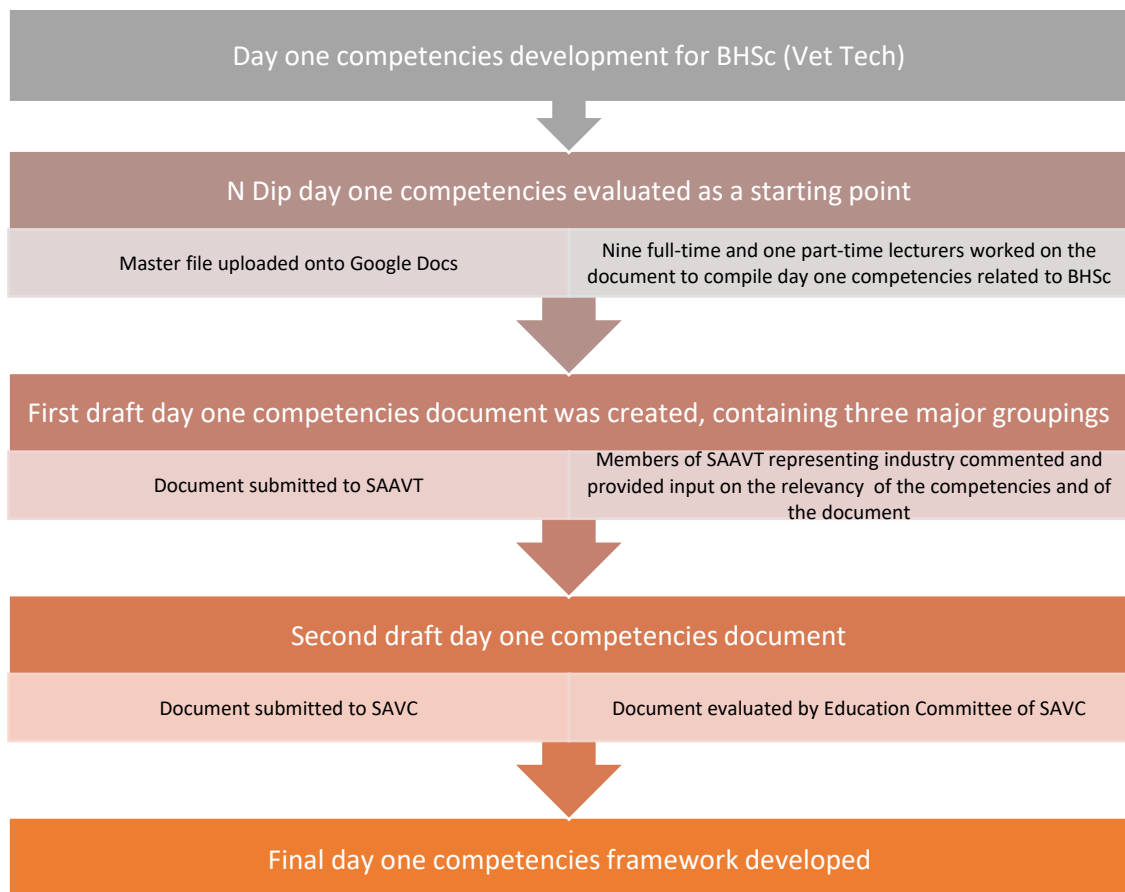 Day one competencies development for BHSc (Vet Tech)
N Dip day one competencies evaluated as a starting point
Master file uploaded onto Google Docs
Nine full-time and one part-time lecturers worked on the
document to compile day one competencies related to BHSc
First draft day one competencies document was created, containing three major groupings
Document submitted to SAAVT
Members of SAAVT representing industry commented and
provided input on the relevancy of the competencies and of
the document
Second draft day one competencies document
Document submitted to SAVC
Document evaluated by Education Committee of SAVC
Final day one competencies framework developed